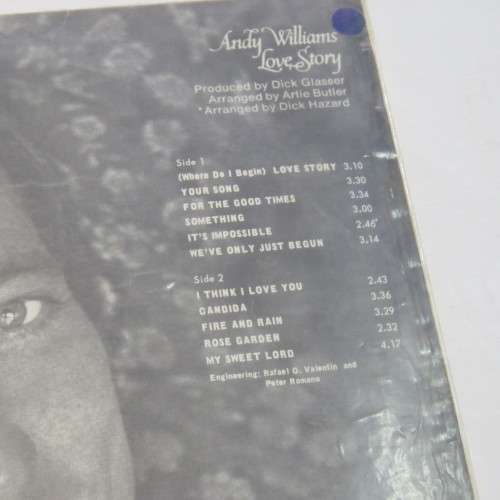 Andy Williams
Love Story
Produced by Dick Glasser
Arranged by Artie Butler
*Arranged by Dick Hazard
Side 1
(Where Do I Begin) LOVE STORY 3.10
YOUR SONG 3.30
FOR THE GOOD TIMES 3.34
SOMETHING 3.00
IT'S IMPOSSIBLE 2.46*
WE'VE ONLY JUST BEGUN 3.14
Side 2
I THINK I LOVE YOU 2.43
CANDIDA 3.36
FIRE AND RAIN 3.29
ROSE GARDEN 2.32
MY SWEET LORD 4.12
Engineering: Rafael O. Valentin and
Peter Romano